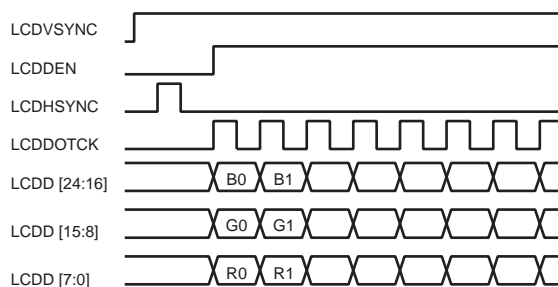 LCDVSYNC
LCDDEN
LCDHSYNC
LCDDOTCK
LCDD [24:16] B0 B1
LCDD [15:8] G0 G1
LCDD [7:0] R0 R1